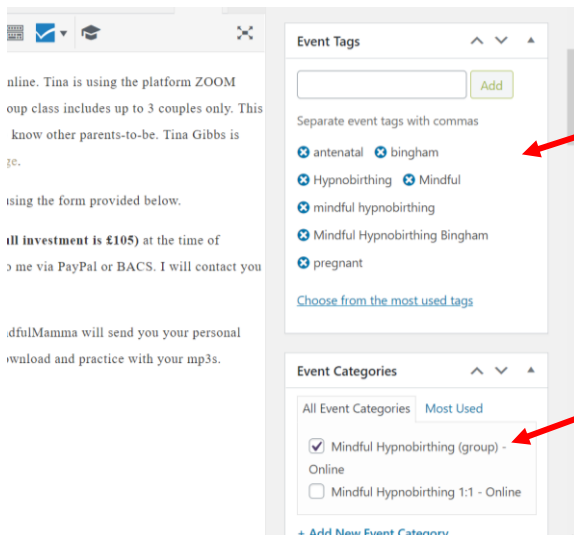 nline. Tina is using the platform ZOOM
oup class includes up to 3 couples only. This
know other parents-to-be. Tina Gibbs is
ge.
using the form provided below.
ull investment is £105) at the time of
o me via PayPal or BACS. I will contact you
dfulMamma will send you your personal
ownload and practice with your mp3s.
Event Tags
Add
Separate event tags with commas
antenatal bingham
Hypnobirthing Mindful
mindful hypnobirthing
Mindful Hypnobirthing Bingham
pregnant
Choose from the most used tags
Event Categories
All Event Categories Most Used
Mindful Hypnobirthing (group) -
Online
Mindful Hypnobirthing 1:1 - Online
+ Add New Event Category